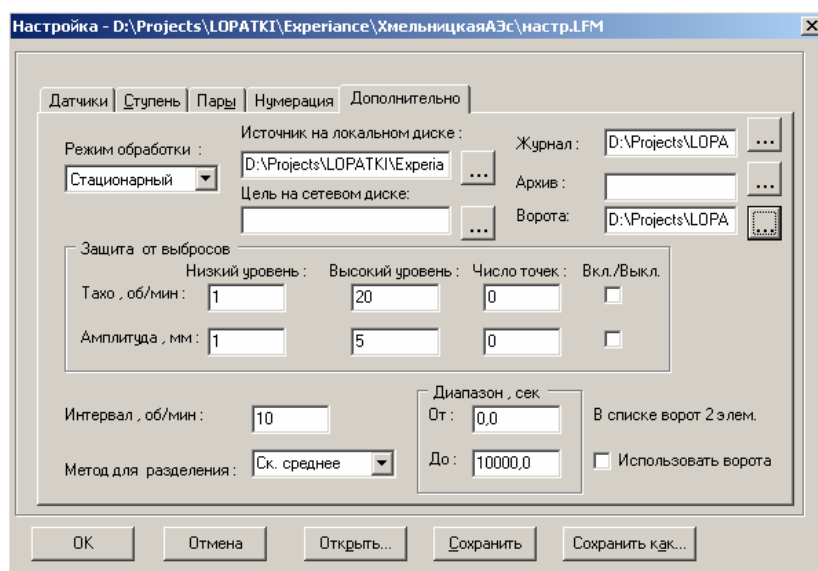 Настройка - D:\Projects\LOPATKI\Experiance\ХмельницкаяАЭс\настр.LFM
Датчики Ступень Пары Нумерация Дополнительно
Режим обработки :
Стационарный
Источник на локальном диске :
D:\Projects\LOPATKI\Experia ...
Цель на сетевом диске:
...
Журнал : D:\Projects\LOPA ...
Архив : ...
Ворота: D:\Projects\LOPA ...
Защита от выбросов
Низкий уровень : Высокий уровень : Число точек : Вкл./Выкл.
Тахо , об/мин : 1 20 0
Амплитуда , мм : 1 5 0
Интервал , об/мин : 10
Метод для разделения : Ск. среднее
Диапазон , сек
От : 0,0
До : 10000,0
В списке ворот 2 элем.
Использовать ворота
OK Отмена Открыть... Сохранить Сохранить как...